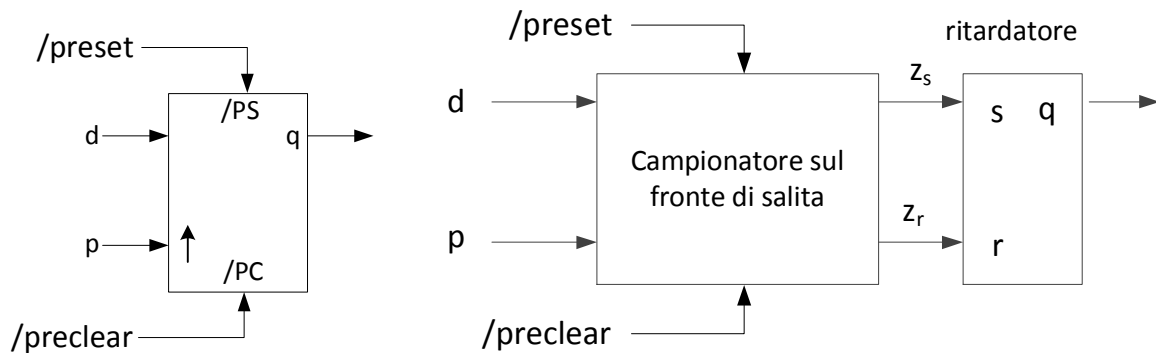 /preset
/PS
d
q
p
/PC
/preclear
/preset
ritardatore
d
z_s
s q
Campionatore sul
fronte di salita
p
z_r
r
/preclear